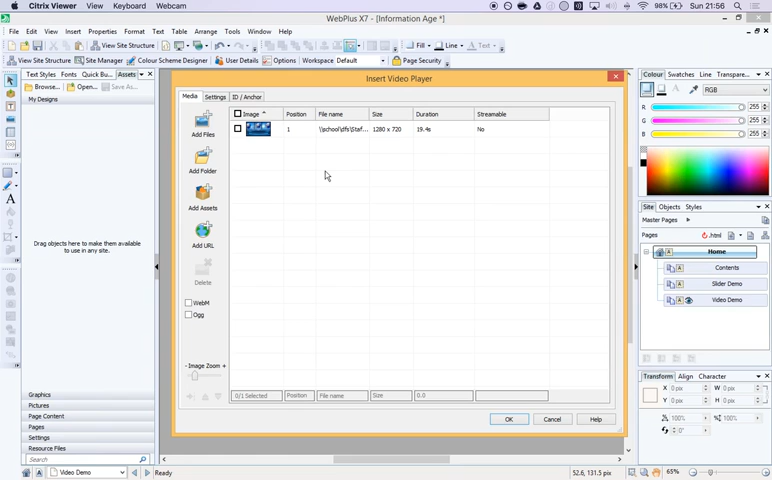 Citrix Viewer View Keyboard Webcam 98% Sun 21:56
WebPlus X7 - [Information Age *]
File Edit View Insert Properties Format Text Table Arrange Tools Window Help
View Site Structure Fill Line Text
View Site Structure Colour Scheme Designer User Details Options Workspace Default Page Security
Text Styles Fonts Quick Bu... Assets
Browse... Open... Save As...
My Designs
Drag objects here to make them available
to use in any site.
Graphics
Pictures
Page Content
Pages
Settings
Resource Files
Search
Insert Video Player
Media Settings ID / Anchor
Add Files
Add Folder
Add Assets
Add URL
Delete
WebM
Ogg
- Image Zoom +
Image Position File name Size Duration Streamable
1 \\school\dfs\Staf... 1280 x 720 19.4s No
0/1 Selected Position File name Size 0.0
OK Cancel Help
Colour Swatches Line Transpare...
RGB
R 255
G 255
B 255
Site Objects Styles
Master Pages
Pages .html
Home
Contents
Slider Demo
Video Demo
Transform Align Character
X 0 pix W 0 pix
Y 0 pix H 0 pix
100% 100%
0°
Video Demo Ready 52.6, 131.5 pix 65%